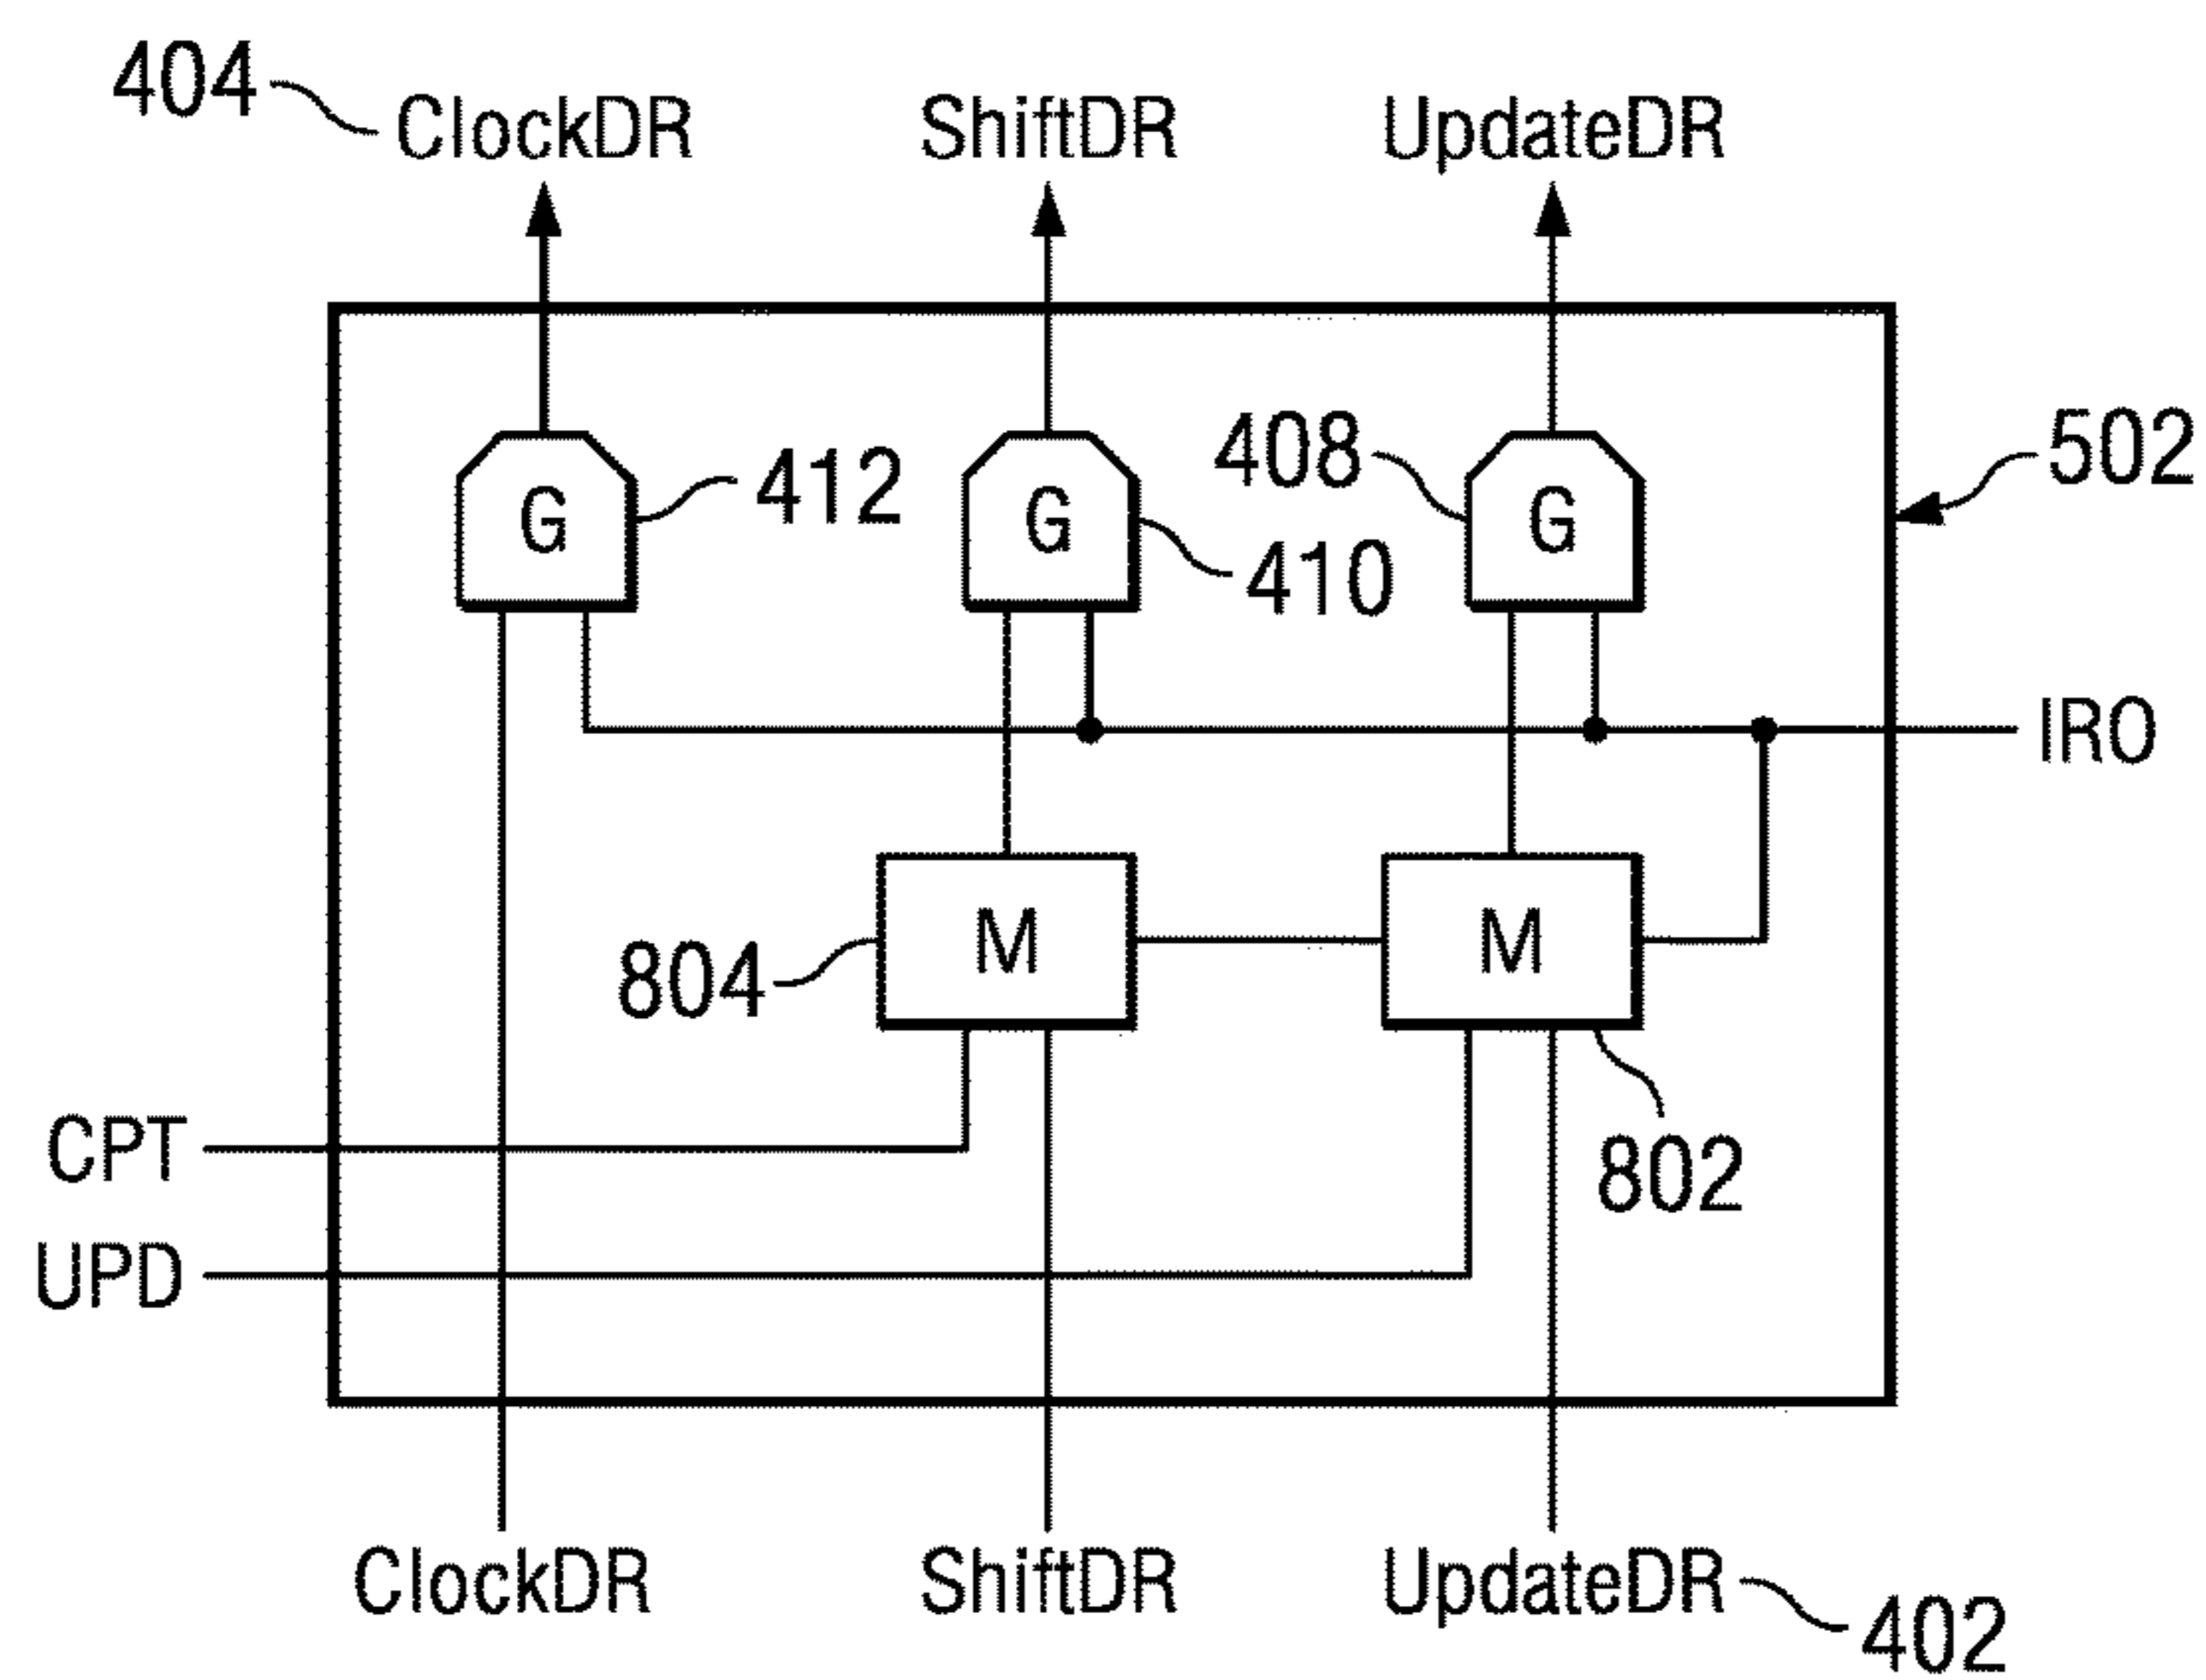 404 ClockDR ShiftDR UpdateDR
G 412 G 410 408 G 502
IRO
804 M M 802
CPT
UPD
ClockDR ShiftDR UpdateDR 402